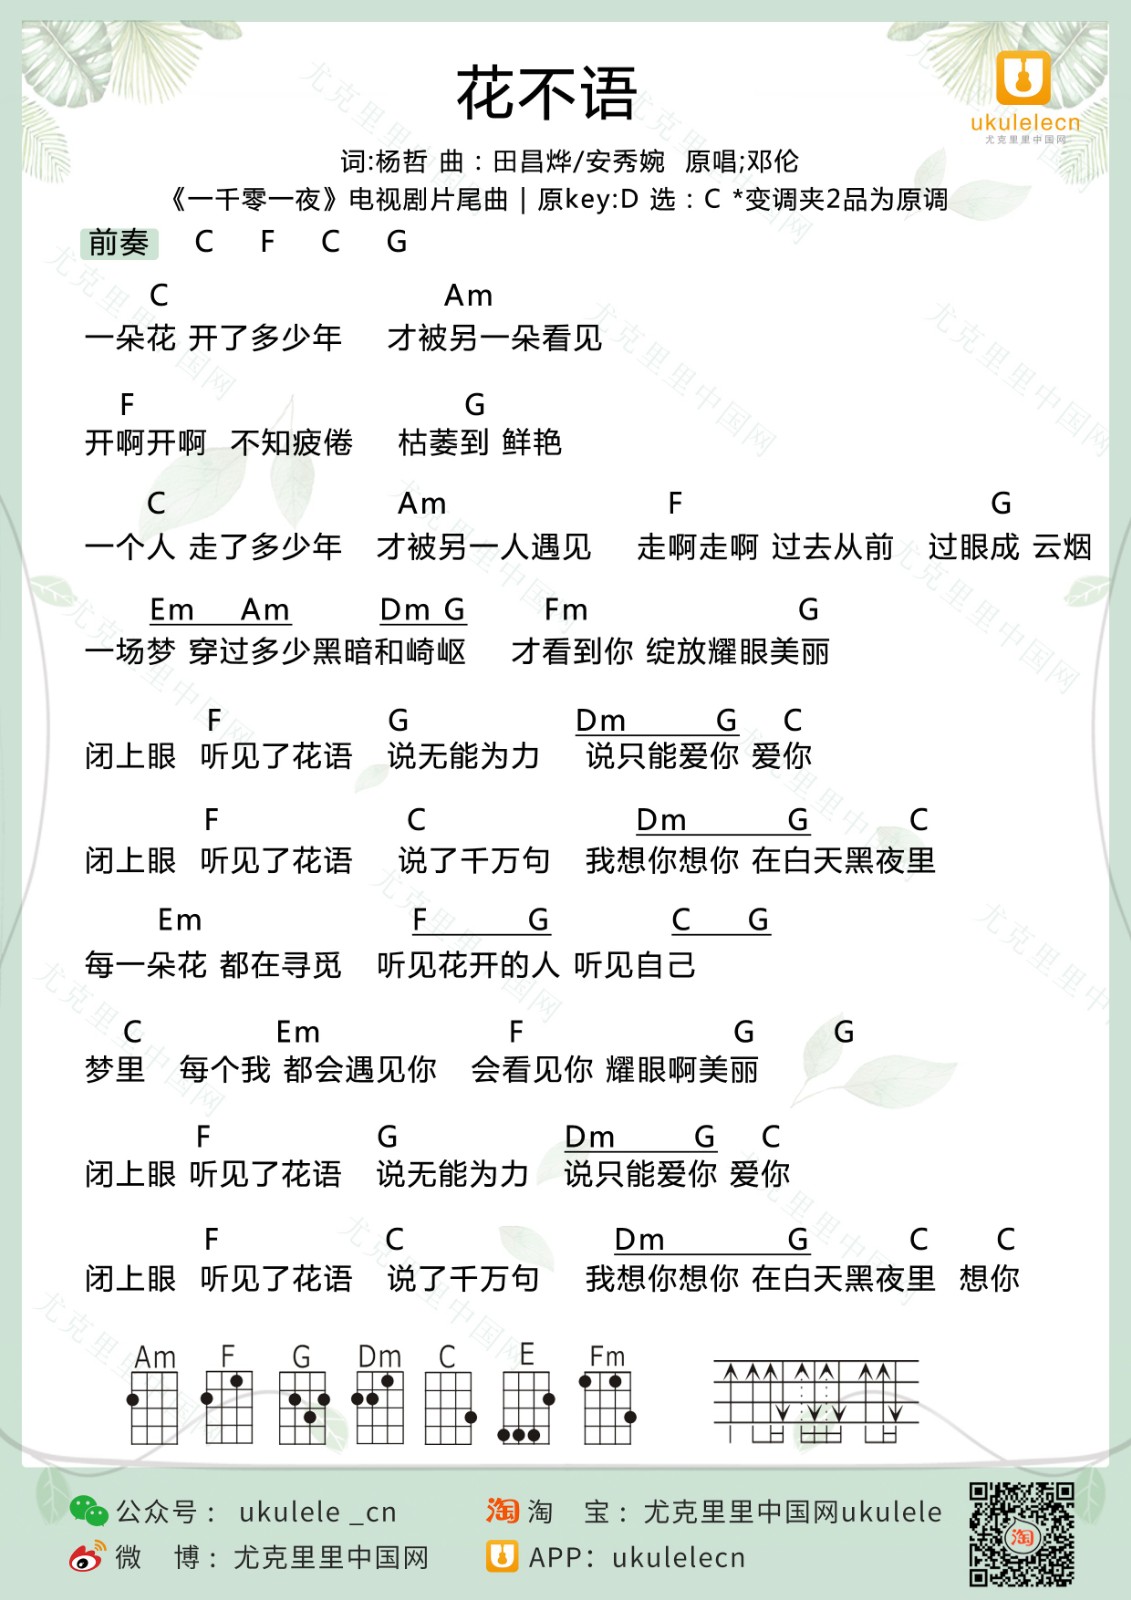 花不语
ukulelecn
尤克里里中国网
词:杨哲 曲：田昌烨/安秀婉 原唱;邓伦
《一千零一夜》电视剧片尾曲 | 原key:D 选：C *变调夹2品为原调
前奏 C F C G
C Am
一朵花 开了多少年 才被另一朵看见
F G
开啊开啊 不知疲倦 枯萎到 鲜艳
C Am F G
一个人 走了多少年 才被另一人遇见 走啊走啊 过去从前 过眼成 云烟
Em Am Dm G Fm G
一场梦 穿过多少黑暗和崎岖 才看到你 绽放耀眼美丽
F G Dm G C
闭上眼 听见了花语 说无能为力 说只能爱你 爱你
F C Dm G C
闭上眼 听见了花语 说了千万句 我想你想你 在白天黑夜里
Em F G C G
每一朵花 都在寻觅 听见花开的人 听见自己
C Em F G G
梦里 每个我 都会遇见你 会看见你 耀眼啊美丽
F G Dm G C
闭上眼 听见了花语 说无能为力 说只能爱你 爱你
F C Dm G C C
闭上眼 听见了花语 说了千万句 我想你想你 在白天黑夜里 想你
Am F G Dm C E Fm
公众号： ukulele _cn
淘 淘 宝：尤克里里中国网ukulele
微 博：尤克里里中国网
APP：ukulelecn
淘